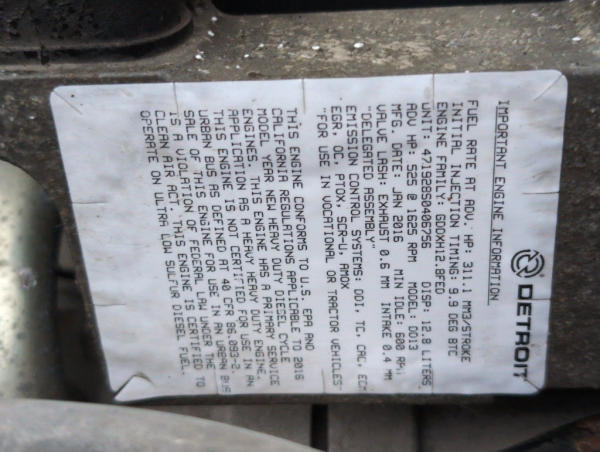 DETROIT
IMPORTANT ENGINE INFORMATION
FUEL RATE AT ADV. HP: 311.1 MM3/STROKE
INITIAL INJECTION TIMING: 9.9 DEG BTC
ENGINE FAMILY: GDDXH12.8FED
UNIT: 471928S0406756 DISP: 12.8 LITERS
ADV HP: 525 @ 1625 RPM MODEL: DD13
MFG. DATE: JAN 2016 MIN IDLE: 600 RPM
VALVE LASH: EXHAUST 0.6 MM INTAKE 0.4 MM
"DELEGATED ASSEMBLY"
EMISSION CONTROL SYSTEMS: DDI, TC, CAC, ECM
EGR, OC, PTOX, SCR-U, AMOX
"FOR USE IN VOCATIONAL OR TRACTOR VEHICLES"
THIS ENGINE CONFORMS TO U.S. EPA AND
CALIFORNIA REGULATIONS APPLICABLE TO 2016
MODEL YEAR NEW HEAVY DUTY DIESEL CYCLE
ENGINES. THIS ENGINE HAS A PRIMARY SERVICE
APPLICATION AS A HEAVY HEAVY DUTY ENGINE.
THIS ENGINE IS NOT CERTIFIED FOR USE IN AN
URBAN BUS AS DEFINED AT 40 CFR 86.093-2.
SALE OF THIS ENGINE FOR USE IN AN URBAN BUS
IS A VIOLATION OF FEDERAL LAW UNDER THE
CLEAN AIR ACT. THIS ENGINE IS CERTIFIED TO
OPERATE ON ULTRA LOW SULFUR DIESEL FUEL.